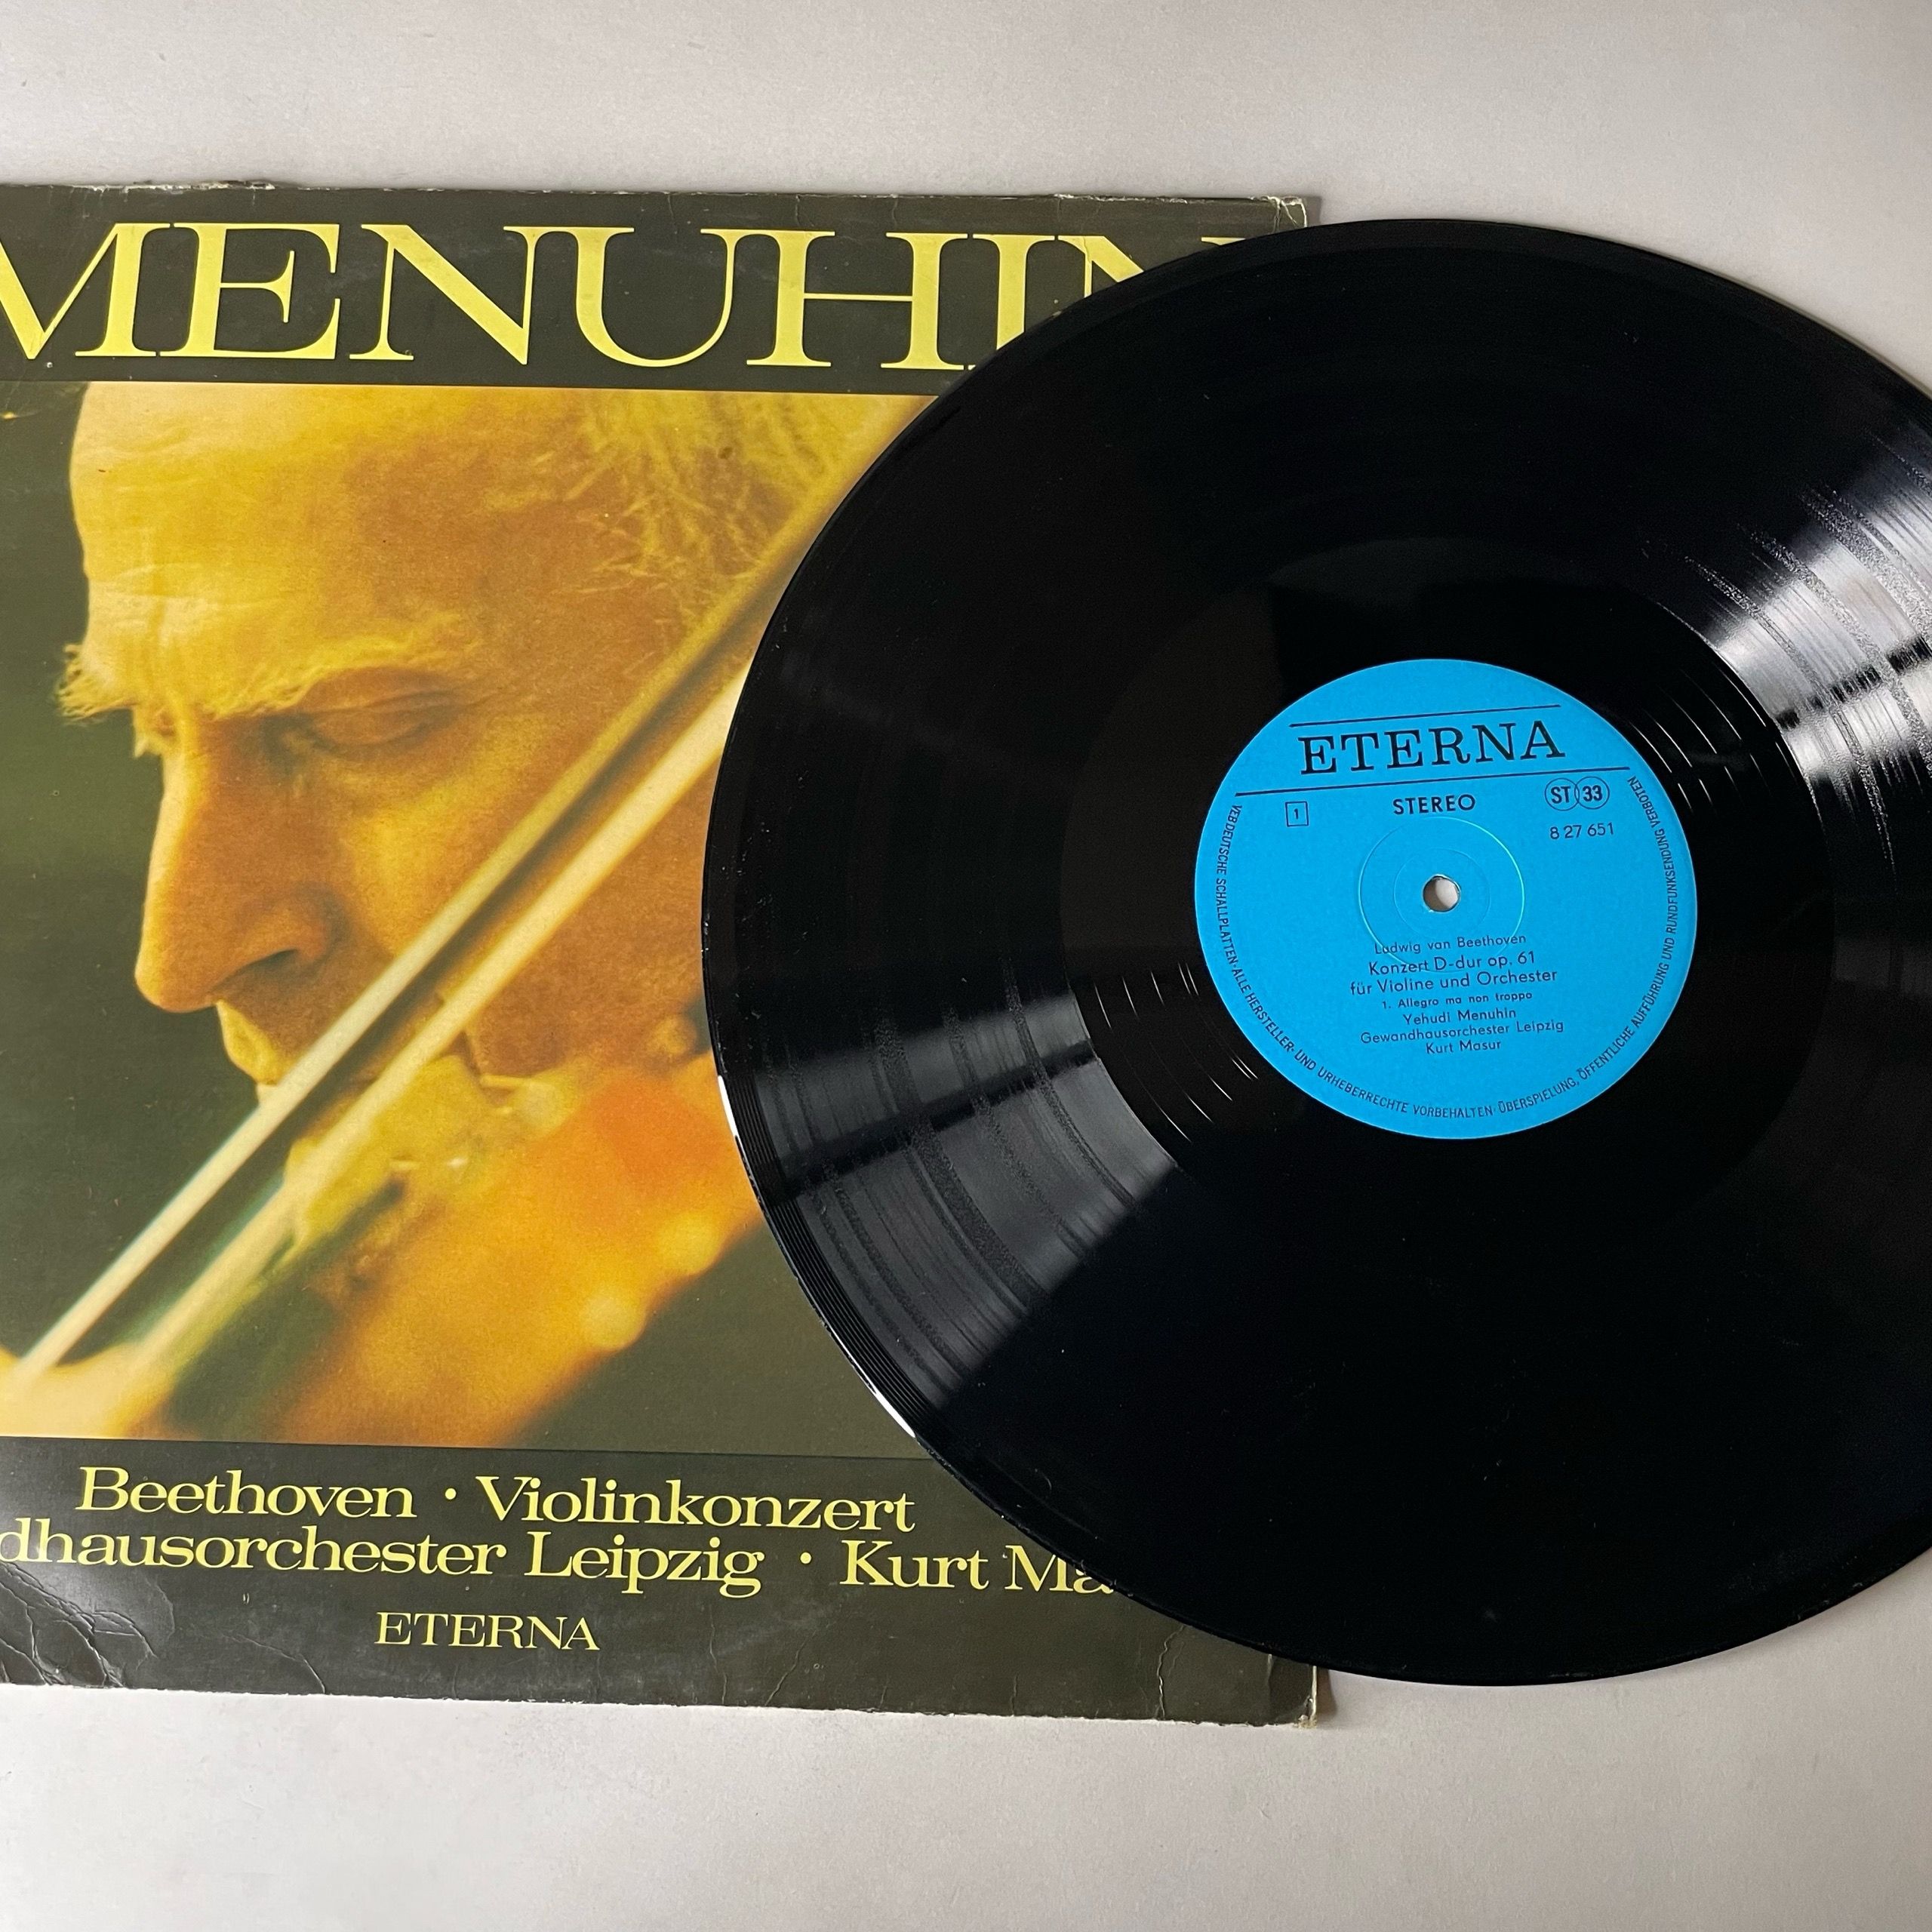 MENUHIN
Beethoven · Violinkonzert
dhausorchester Leipzig · Kurt Ma
ETERNA
ETERNA
1 STEREO ST 33
8 27 651
Ludwig van Beethoven
Konzert D-dur op. 61
für Violine und Orchester
1. Allegro ma non troppo
Yehudi Menuhin
Gewandhausorchester Leipzig
Kurt Masur
VEB DEUTSCHE SCHALLPLATTEN · ALLE HERSTELLER- UND URHEBERRECHTE VORBEHALTEN · ÜBERSPIELUNG, ÖFFENTLICHE AUFFÜHRUNG UND RUNDFUNKSENDUNG VERBOTEN